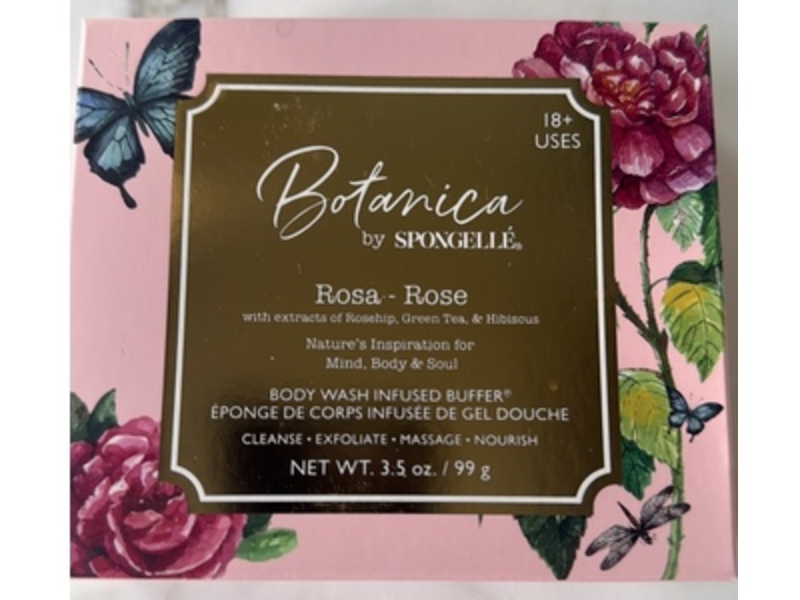 18+
USES
Botanica
by SPONGELLÉ®
Rosa - Rose
with extracts of Rosehip, Green Tea, & Hibiscus
Nature's Inspiration for
Mind, Body & Soul
BODY WASH INFUSED BUFFER®
ÉPONGE DE CORPS INFUSÉE DE GEL DOUCHE
CLEANSE • EXFOLIATE • MASSAGE • NOURISH
NET WT. 3.5 oz. / 99 g